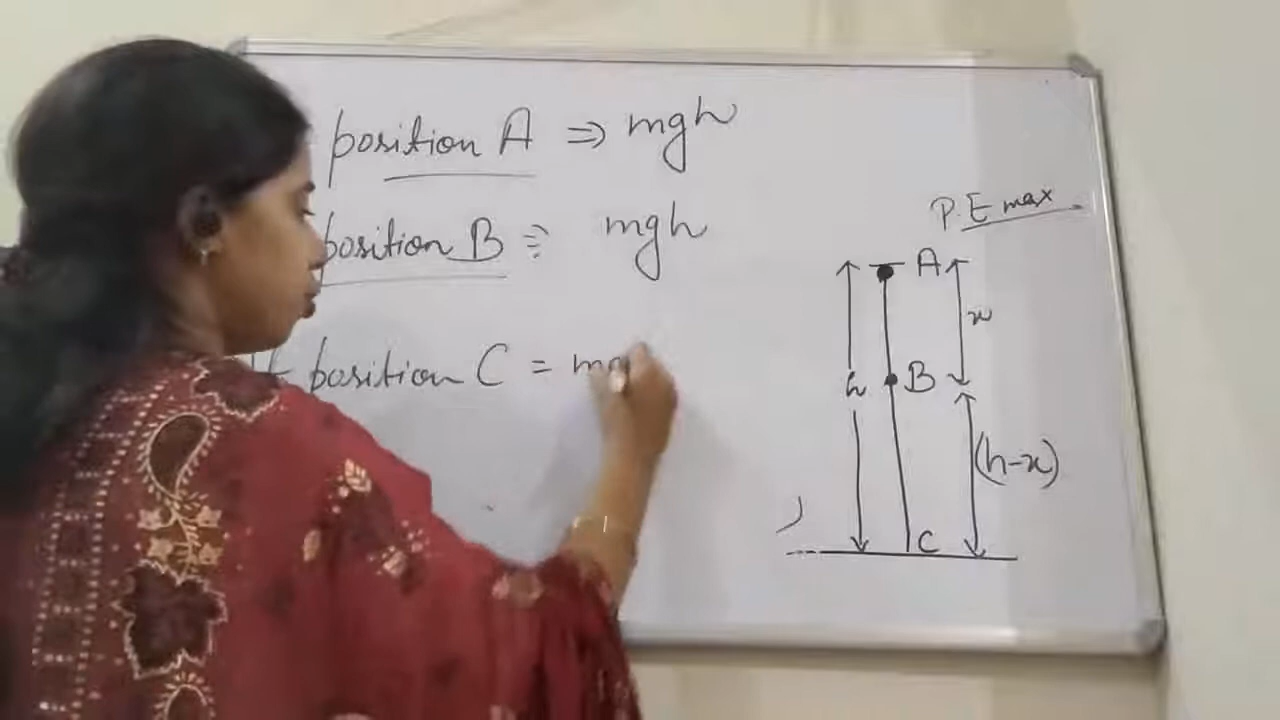 position A ⇒ mgh
position B = mgh
position C = mg
P.E max
A
x
h
B
(h-x)
C